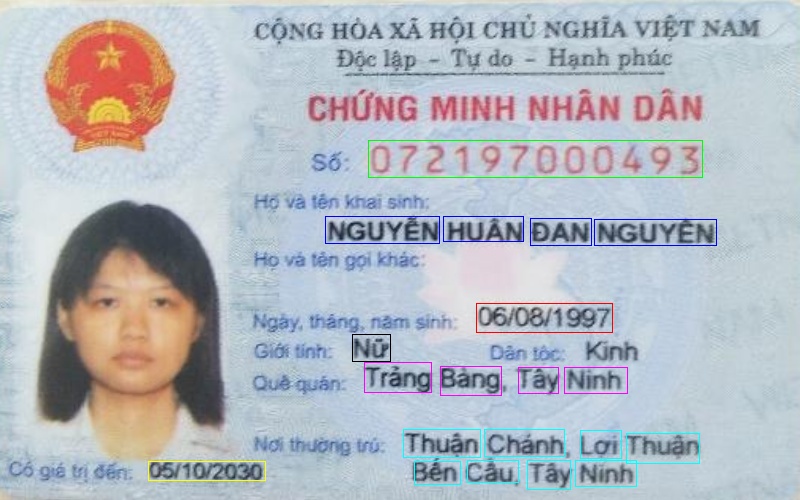 CỘNG HÒA XÃ HỘI CHỦ NGHĨA VIỆT NAM
Độc lập - Tự do - Hạnh phúc
CHỨNG MINH NHÂN DÂN
Số: 072197000493
Họ và tên khai sinh:
NGUYỄN HUÂN ĐAN NGUYÊN
Họ và tên gọi khác:
Ngày, tháng, năm sinh: 06/08/1997
Giới tính: Nữ Dân tộc: Kinh
Quê quán: Trảng Bàng, Tây Ninh
Nơi thường trú: Thuận Chánh, Lợi Thuận
Bến Cầu, Tây Ninh
Có giá trị đến: 05/10/2030